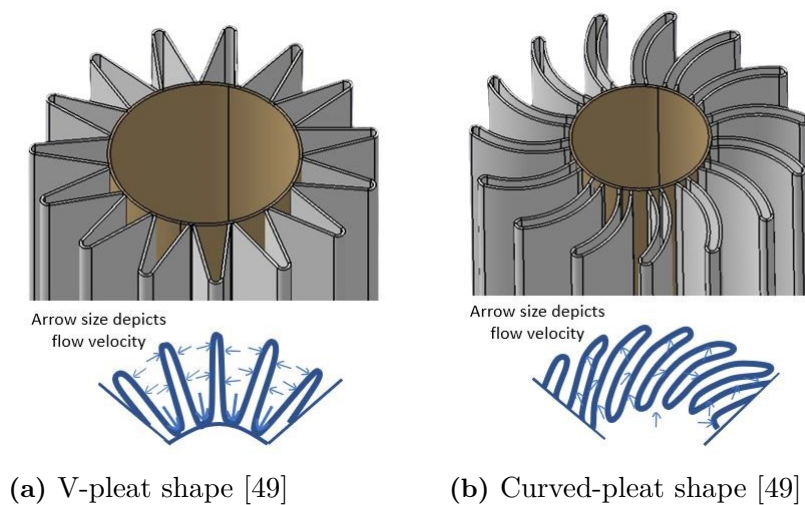 Arrow size depicts
flow velocity
Arrow size depicts
flow velocity
(a) V-pleat shape [49]
(b) Curved-pleat shape [49]